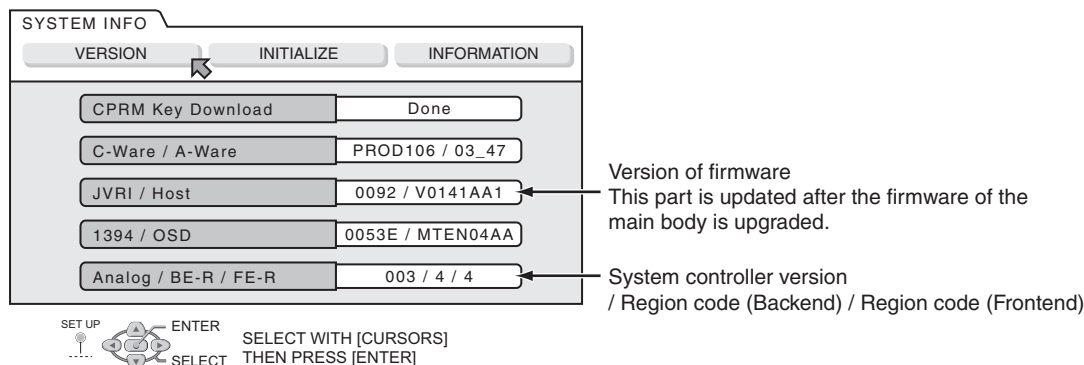 SYSTEM INFO
VERSION INITIALIZE INFORMATION
CPRM Key Download Done
C-Ware / A-Ware PROD106 / 03_47
JVRI / Host 0092 / V0141AA1
1394 / OSD 0053E / MTEN04AA
Analog / BE-R / FE-R 003 / 4 / 4
Version of firmware
This part is updated after the firmware of the
main body is upgraded.
System controller version
/ Region code (Backend) / Region code (Frontend)
SET UP
ENTER
SELECT
SELECT WITH [CURSORS]
THEN PRESS [ENTER]